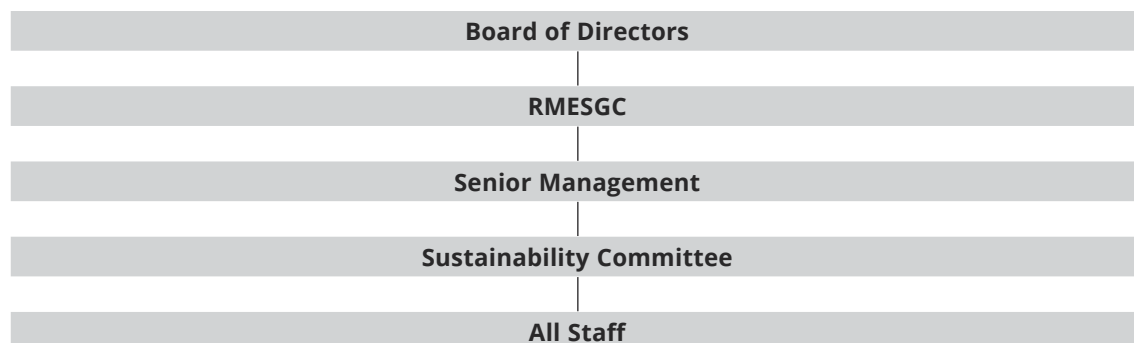 Board of Directors
RMESGC
Senior Management
Sustainability Committee
All Staff